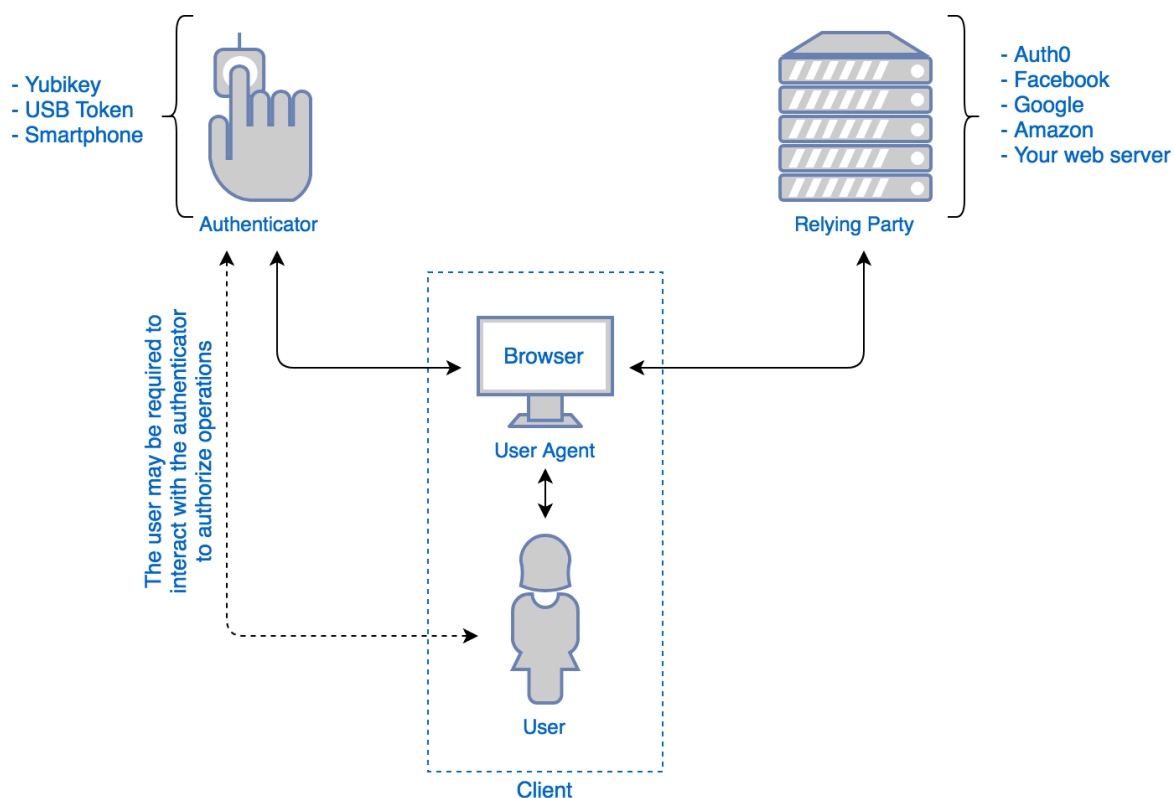 - Yubikey
- USB Token
- Smartphone
Authenticator
- Auth0
- Facebook
- Google
- Amazon
- Your web server
Relying Party
The user may be required to
interact with the authenticator
to authorize operations
Browser
User Agent
User
Client